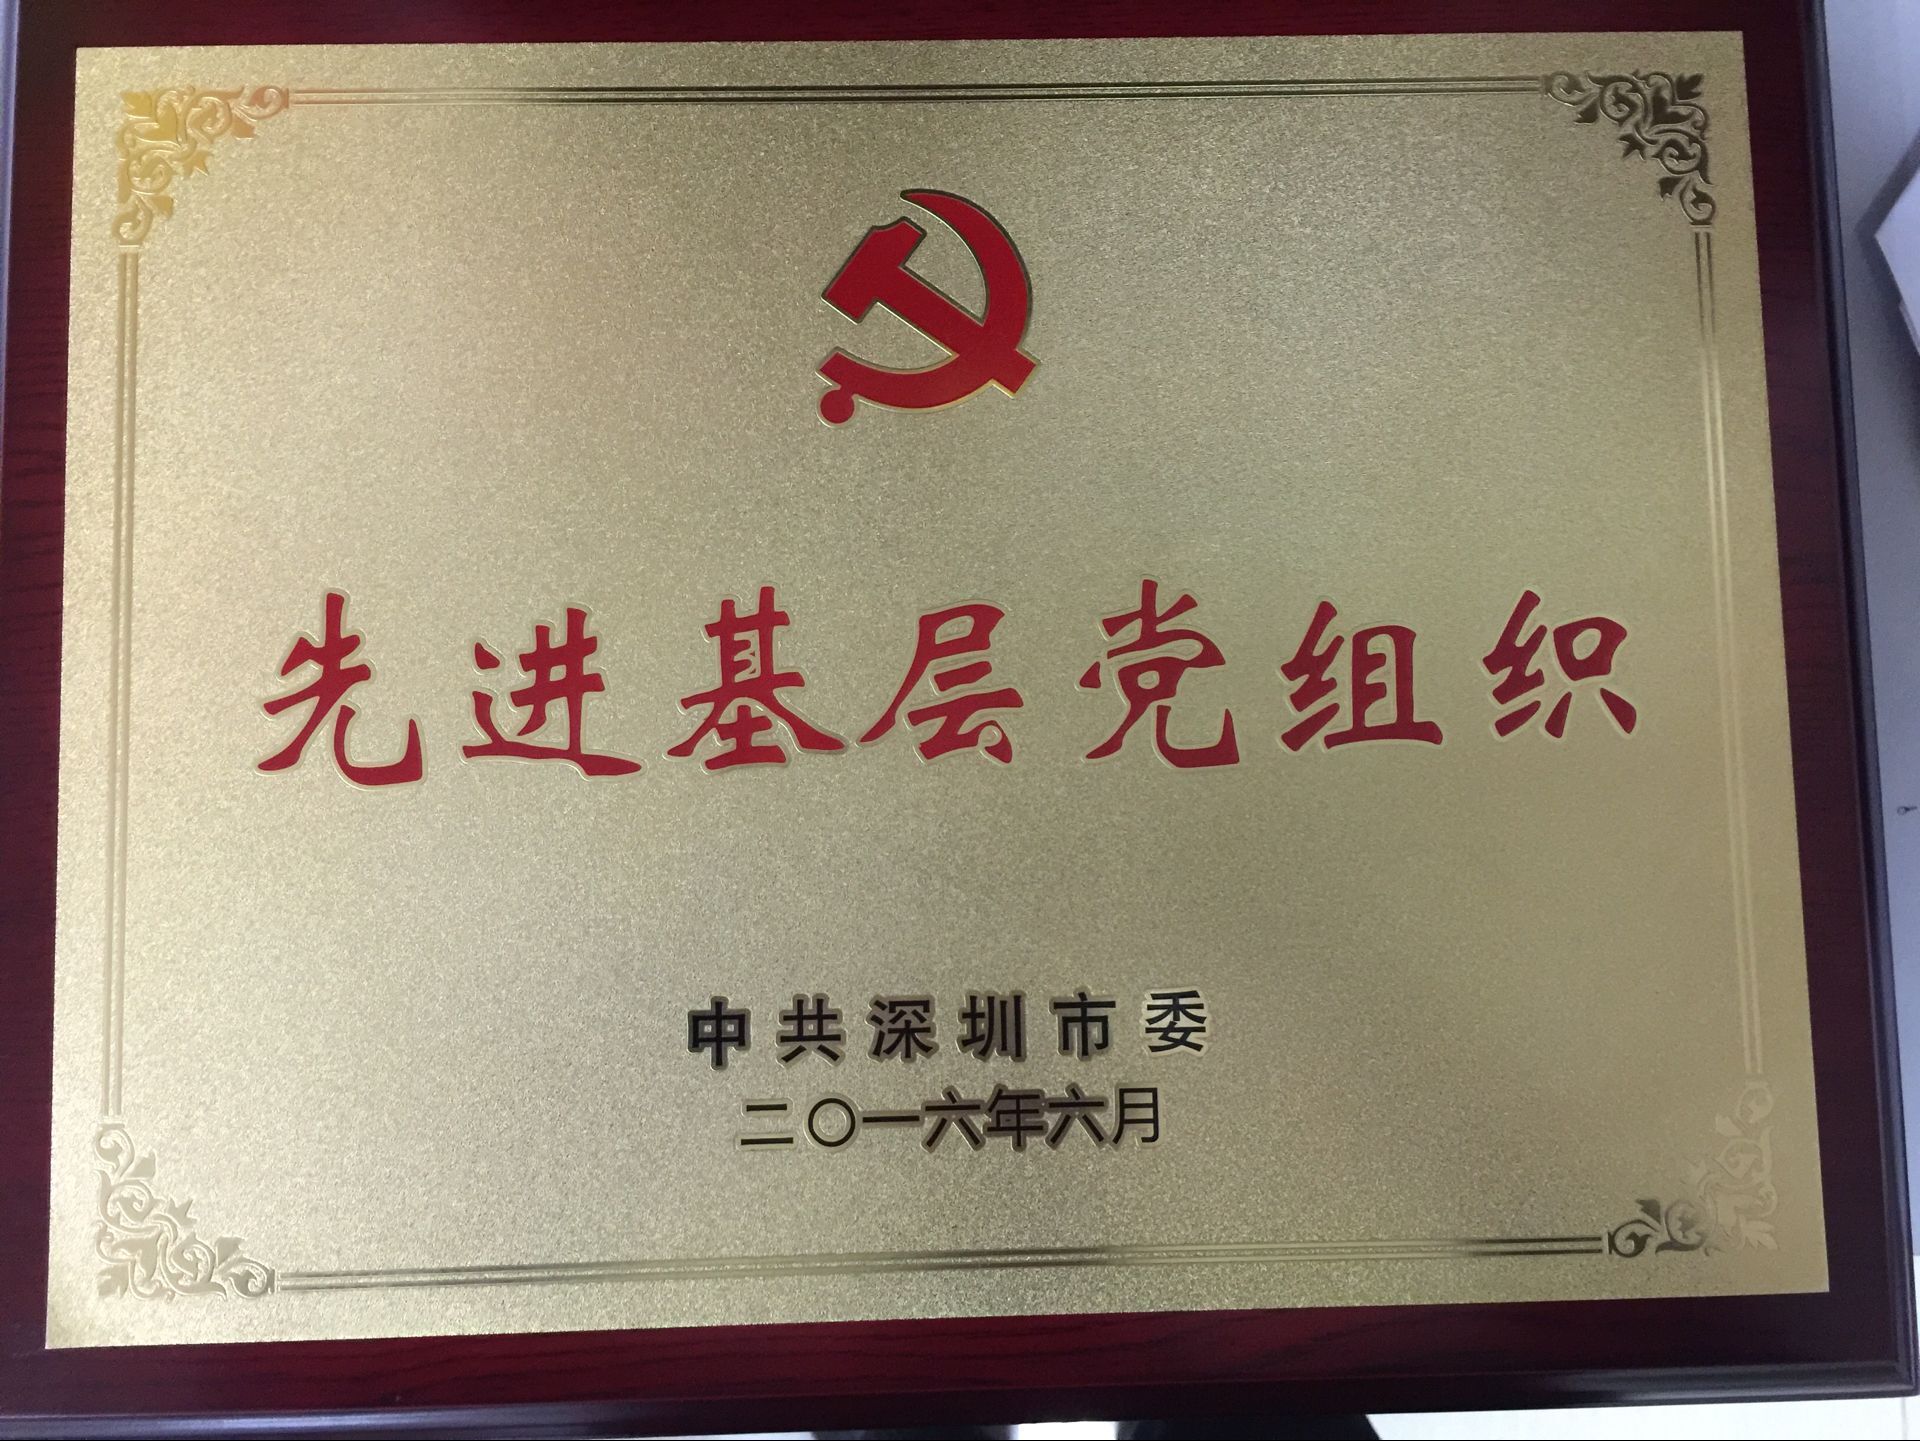 先进基层党组织
中共深圳市委
二〇一六年六月